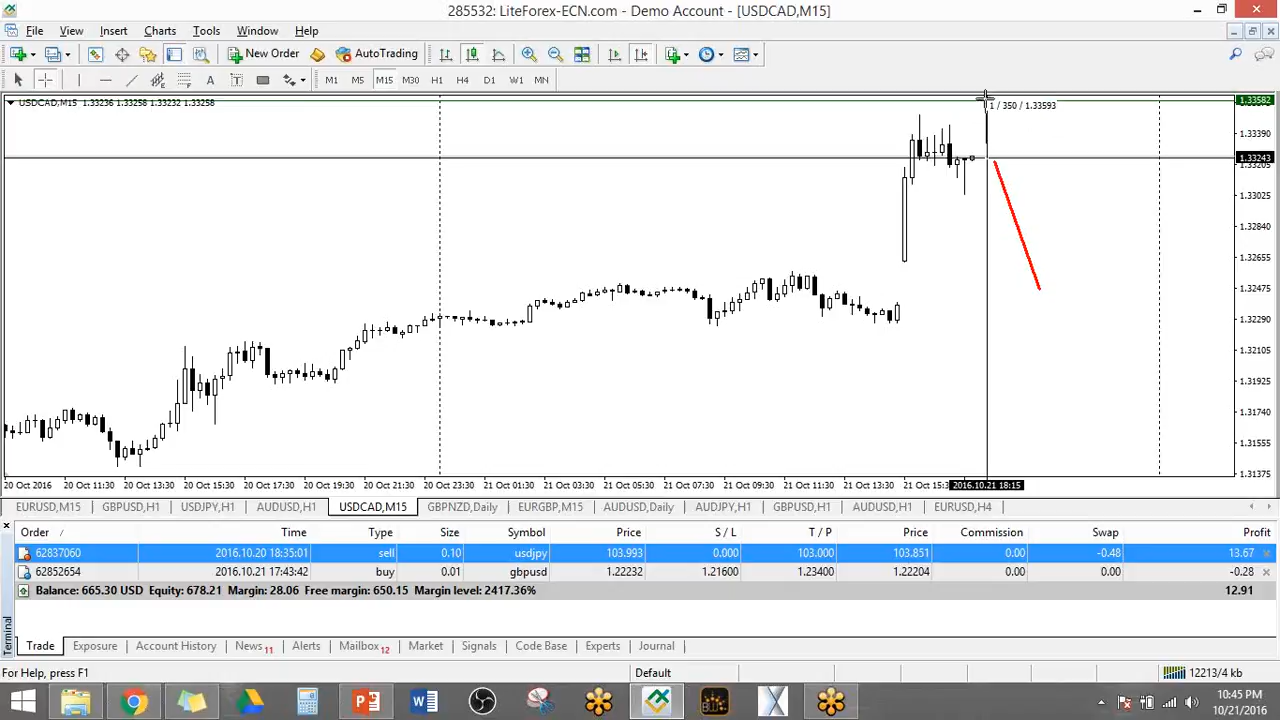 285532: LiteForex-ECN.com - Demo Account - [USDCAD,M15]
File View Insert Charts Tools Window Help
New Order AutoTrading
A T M1 M5 M15 M30 H1 H4 D1 W1 MN
USDCAD,M15 1.33236 1.33258 1.33232 1.33258
1 / 350 / 1.33593
1.33582
1.33390
1.33243
1.33205
1.33025
1.32840
1.32655
1.32475
1.32290
1.32105
1.31925
1.31740
1.31555
1.31375
20 Oct 2016 20 Oct 11:30 20 Oct 13:30 20 Oct 15:30 20 Oct 17:30 20 Oct 19:30 20 Oct 21:30 20 Oct 23:30 21 Oct 01:30 21 Oct 03:30 21 Oct 05:30 21 Oct 07:30 21 Oct 09:30 21 Oct 11:30 21 Oct 13:30 21 Oct 15:3 2016.10.21 18:15
EURUSD,M15 GBPUSD,H1 USDJPY,H1 AUDUSD,H1 USDCAD,M15 GBPNZD,Daily EURGBP,M15 AUDUSD,Daily AUDJPY,H1 GBPUSD,H1 AUDUSD,H1 EURUSD,H4
Order / Time Type Size Symbol Price S / L T / P Price Commission Swap Profit
62837060 2016.10.20 18:35:01 sell 0.10 usdjpy 103.993 0.000 103.000 103.851 0.00 -0.48 13.67
62852654 2016.10.21 17:43:42 buy 0.01 gbpusd 1.22232 1.21600 1.23400 1.22204 0.00 0.00 -0.28
Balance: 665.30 USD Equity: 678.21 Margin: 28.06 Free margin: 650.15 Margin level: 2417.36% 12.91
Terminal
Trade Exposure Account History News 11 Alerts Mailbox 12 Market Signals Code Base Experts Journal
For Help, press F1 Default 12213/4 kb
10:45 PM
10/21/2016